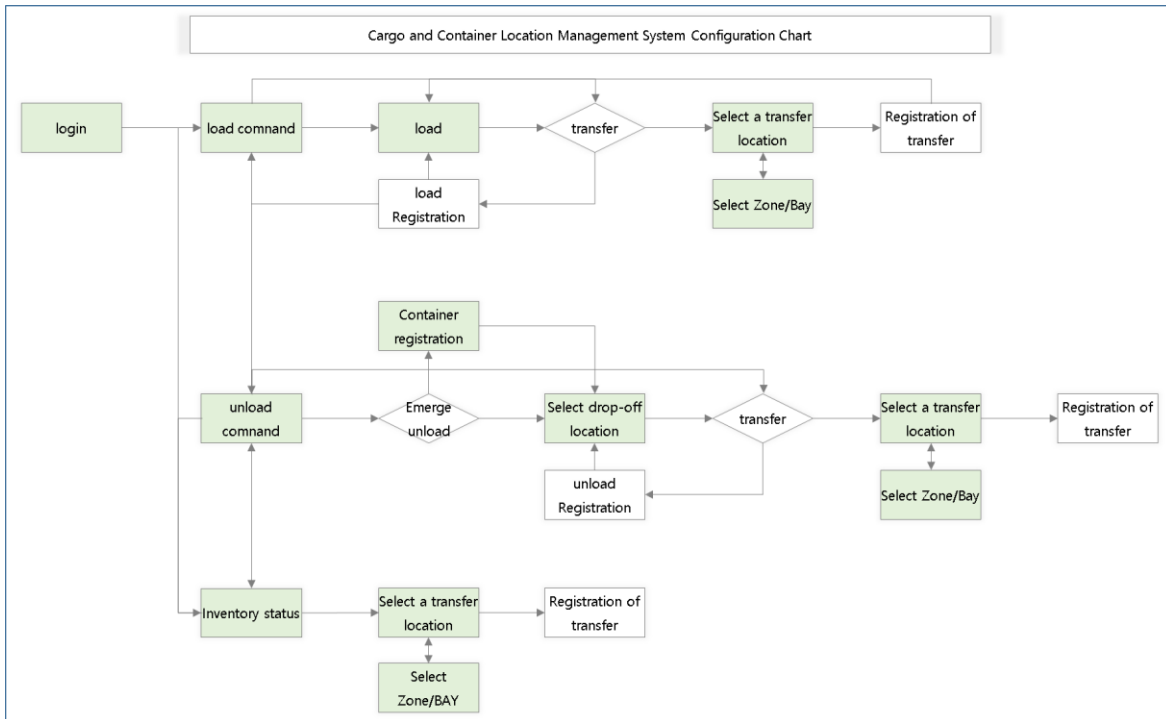 Cargo and Container Location Management System Configuration Chart
login
load command
load
transfer
Select a transfer
location
Registration of
transfer
load
Registration
Select Zone/Bay
Container
registration
unload
command
Emerge
unload
Select drop-off
location
transfer
Select a transfer
location
Registration of
transfer
unload
Registration
Select Zone/Bay
Inventory status
Select a transfer
location
Registration of
transfer
Select
Zone/BAY